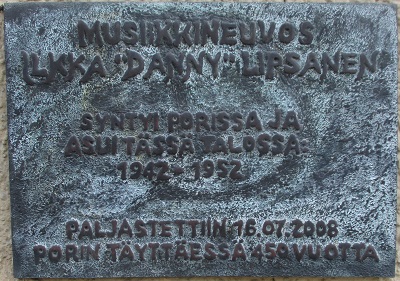 MUSIIKKINEUVOS
ILKKA "DANNY" LIPSANEN
SYNTYI PORISSA JA
ASUI TÄSSÄ TALOSSA
1942-1952
PALJASTETTIIN 16.07.2008
PORIN TÄYTTÄESSÄ 450 VUOTTA